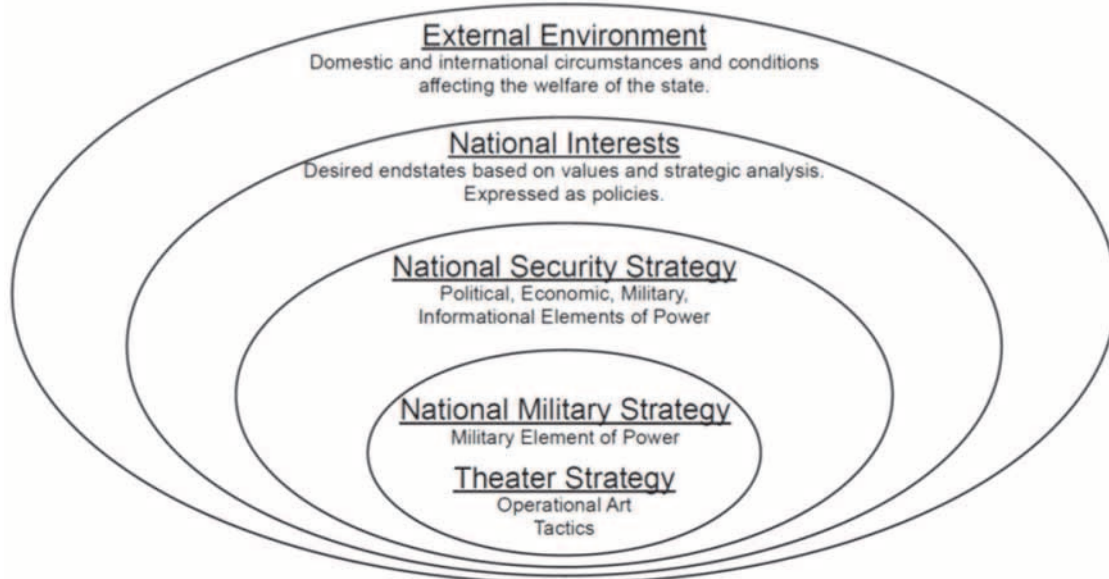 External Environment
Domestic and international circumstances and conditions
affecting the welfare of the state.
National Interests
Desired endstates based on values and strategic analysis.
Expressed as policies.
National Security Strategy
Political, Economic, Military,
Informational Elements of Power
National Military Strategy
Military Element of Power
Theater Strategy
Operational Art
Tactics